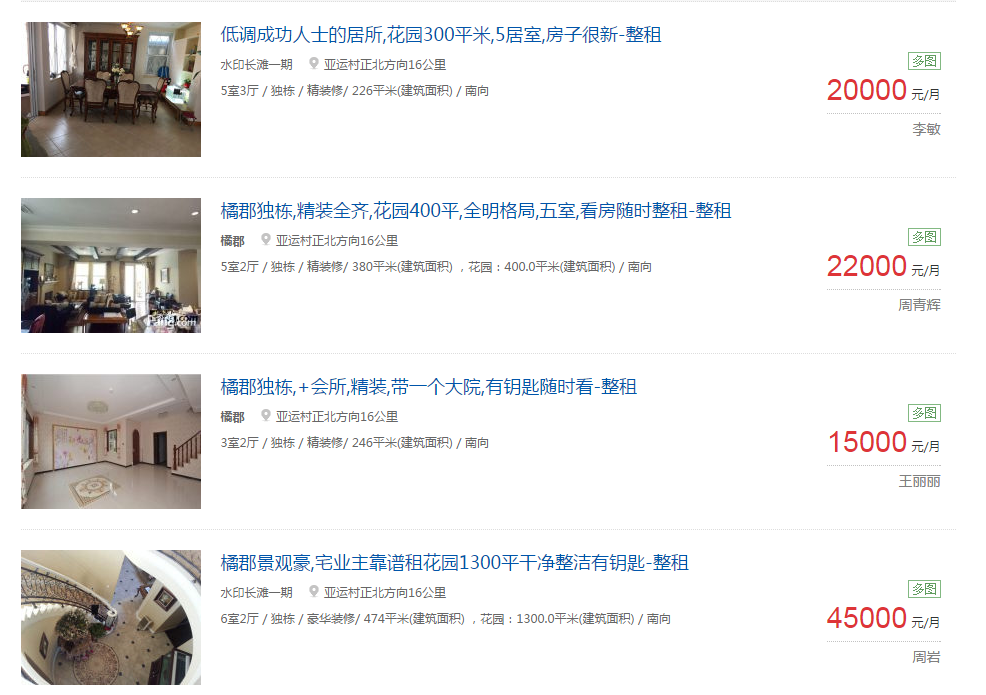 低调成功人士的居所,花园300平米,5居室,房子很新-整租
水印长滩一期 亚运村正北方向16公里
5室3厅 / 独栋 / 精装修/ 226平米(建筑面积) / 南向
多图
20000 元/月
李敏
橘郡独栋,精装全齐,花园400平,全明格局,五室,看房随时整租-整租
橘郡 亚运村正北方向16公里
5室2厅 / 独栋 / 精装修/ 380平米(建筑面积) ，花园：400.0平米(建筑面积) / 南向
多图
22000 元/月
周青辉
Fang.com
橘郡独栋,+会所,精装,带一个大院,有钥匙随时看-整租
橘郡 亚运村正北方向16公里
3室2厅 / 独栋 / 精装修/ 246平米(建筑面积) / 南向
多图
15000 元/月
王丽丽
橘郡景观豪,宅业主靠谱租花园1300平干净整洁有钥匙-整租
水印长滩一期 亚运村正北方向16公里
6室2厅 / 独栋 / 豪华装修/ 474平米(建筑面积) ，花园：1300.0平米(建筑面积) / 南向
多图
45000 元/月
周岩